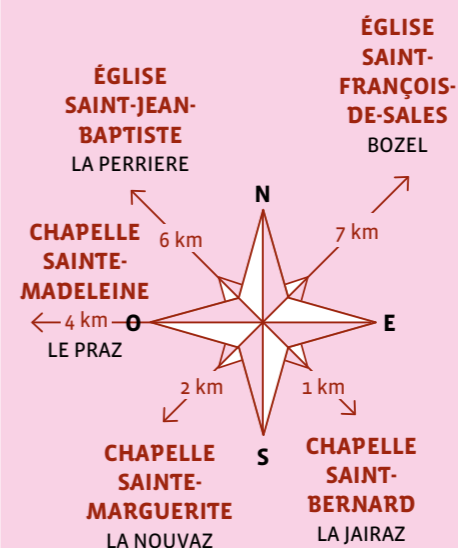 ÉGLISE
SAINT-JEAN-
BAPTISTE
LA PERRIERE
6 km
ÉGLISE
SAINT-
FRANÇOIS-
DE-SALES
BOZEL
7 km
N
CHAPELLE
SAINTE-
MADELEINE
4 km
LE PRAZ
O
E
S
2 km
CHAPELLE
SAINTE-
MARGUERITE
LA NOUVAZ
1 km
CHAPELLE
SAINT-
BERNARD
LA JAIRAZ